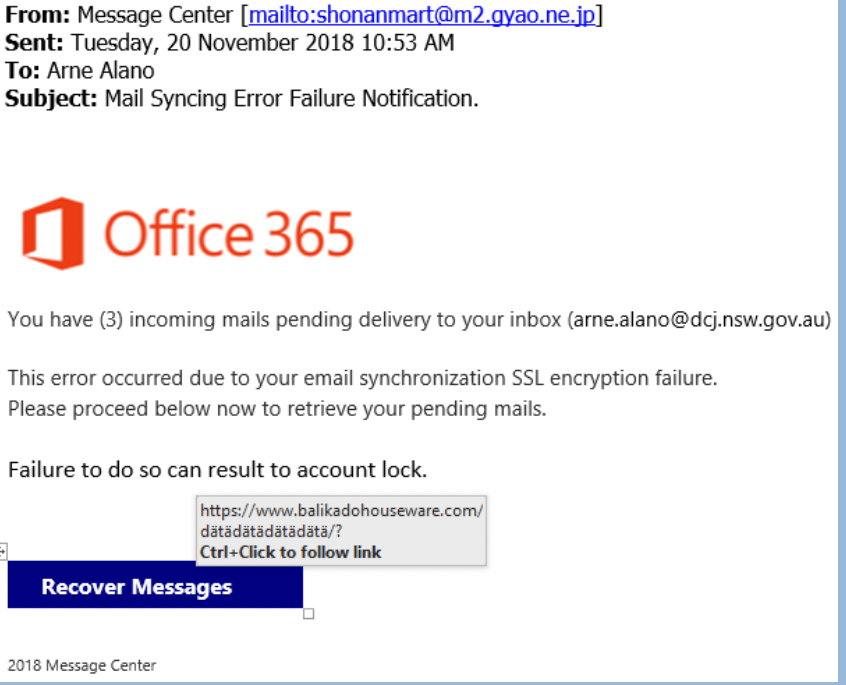 From: Message Center [mailto:shonanmart@m2.gyao.ne.jp]
Sent: Tuesday, 20 November 2018 10:53 AM
To: Arne Alano
Subject: Mail Syncing Error Failure Notification.
Office 365
You have (3) incoming mails pending delivery to your inbox (arne.alano@dcj.nsw.gov.au)
This error occurred due to your email synchronization SSL encryption failure.
Please proceed below now to retrieve your pending mails.
Failure to do so can result to account lock.
https://www.balikadohouseware.com/
dätädätädätädätä/?
Ctrl+Click to follow link
Recover Messages
2018 Message Center